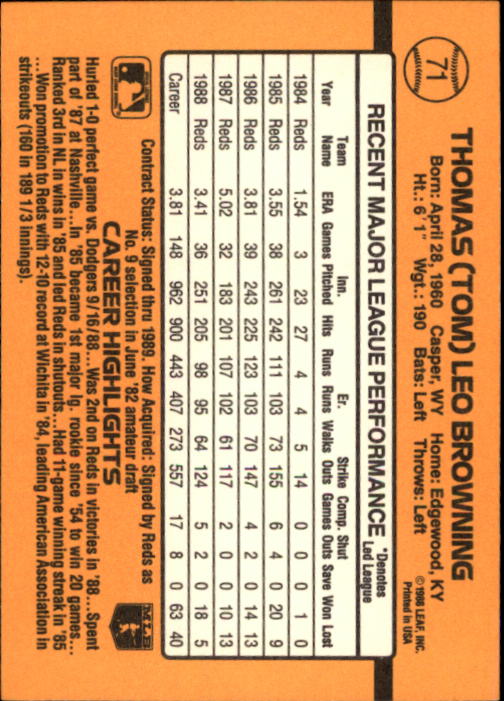 71
THOMAS (TOM) LEO BROWNING
Born: April 28, 1960 Casper, WY Home: Edgewood, KY
Ht.: 6'1" Wgt.: 190 Bats: Left Throws: Left
©1988 LEAF, INC.
Printed in USA
RECENT MAJOR LEAGUE PERFORMANCE *Denotes Led League
Year Team Name ERA Games Inn. Pitched Hits Runs Er. Runs Walks Strike Outs Comp. Games Shut Outs Save Won Lost
1984 Reds 1.54 3 23 27 4 4 5 14 0 0 0 1 0
1985 Reds 3.55 38 261 242 111 103 73 155 6 4 0 20 9
1986 Reds 3.81 39 243 225 123 103 70 147 4 2 0 14 13
1987 Reds 5.02 32 183 201 107 102 61 117 2 0 0 10 13
1988 Reds 3.41 36 251 205 98 95 64 124 5 2 0 18 5
Career 3.81 148 962 900 443 407 273 557 17 8 0 63 40
Contract Status: Signed thru 1989. How Acquired: Signed by Reds as
No. 9 selection in June '82 amateur draft
MLB
CAREER HIGHLIGHTS
Hurled 1-0 perfect game vs. Dodgers 9/16/88...Was 2nd on Reds in victories in '88...Spent
part of '87 at Nashville...In '85 became 1st major lg. rookie since '54 to win 20 games...
Ranked 3rd in NL in wins in '85 and led Reds in shutouts...Had 11-game winning streak in '85
...Won promotion to Reds with 12-10 record at Wichita in '84, leading American Association in
strikeouts (160 in 189 1/3 innings).